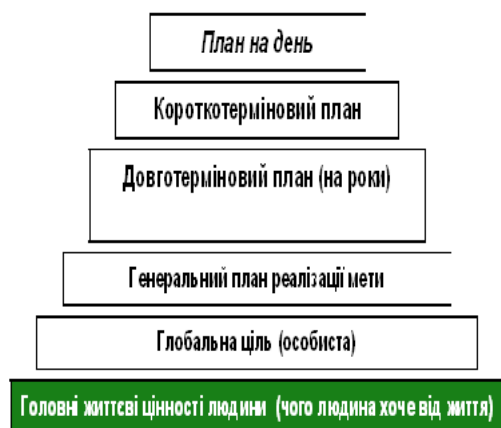 План на день
Короткотерміновий план
Довготерміновий план (на роки)
Генеральний план реалізації мети
Глобальна ціль (особиста)
Головні життєві цінності людини (чого людина хоче від життя)